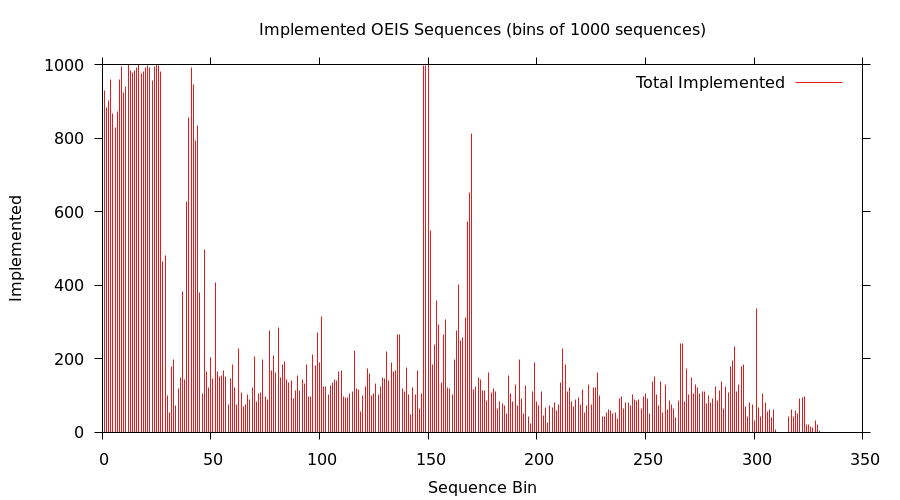 Implemented OEIS Sequences (bins of 1000 sequences)
Total Implemented
1000
800
600
400
200
0
Implemented
0 50 100 150 200 250 300 350
Sequence Bin